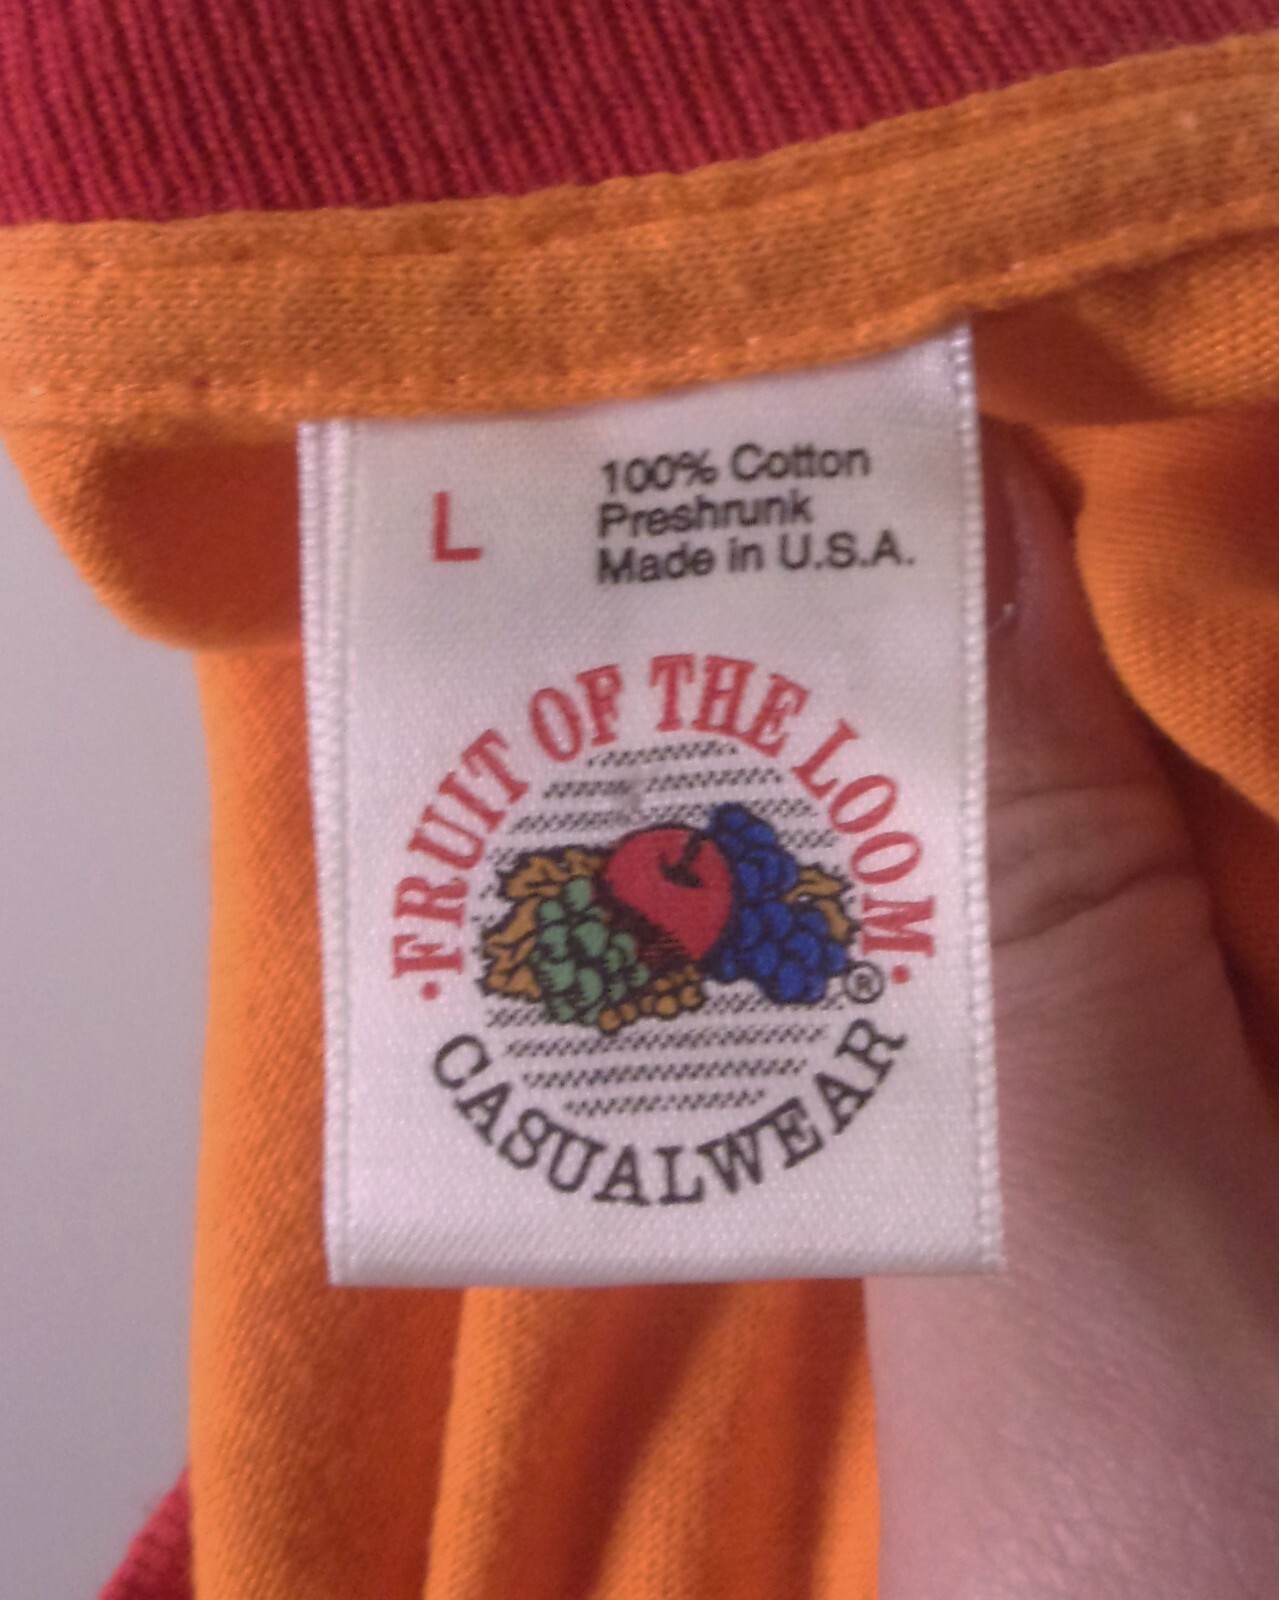 L
100% Cotton
Preshrunk
Made in U.S.A.
·FRUIT OF THE LOOM·
®
CASUALWEAR